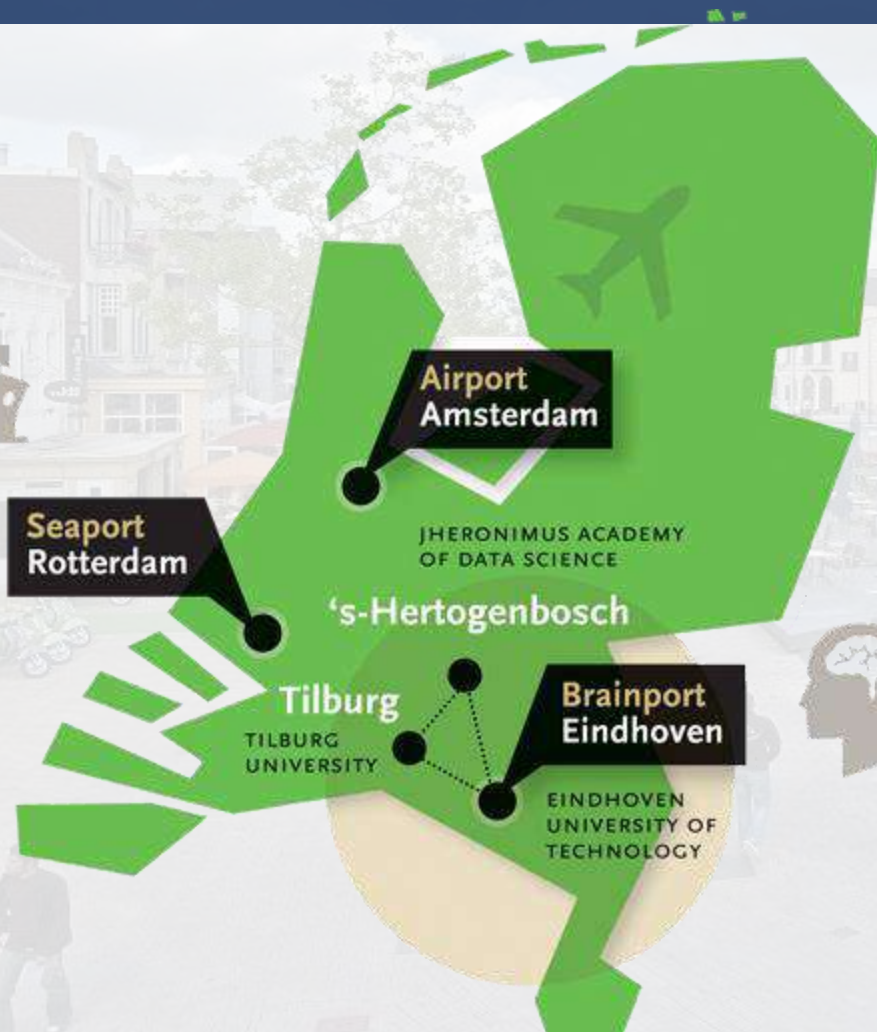 Airport
Amsterdam
Seaport
Rotterdam
JHERONIMUS ACADEMY
OF DATA SCIENCE
‘s-Hertogenbosch
Tilburg
TILBURG
UNIVERSITY
Brainport
Eindhoven
EINDHOVEN
UNIVERSITY OF
TECHNOLOGY